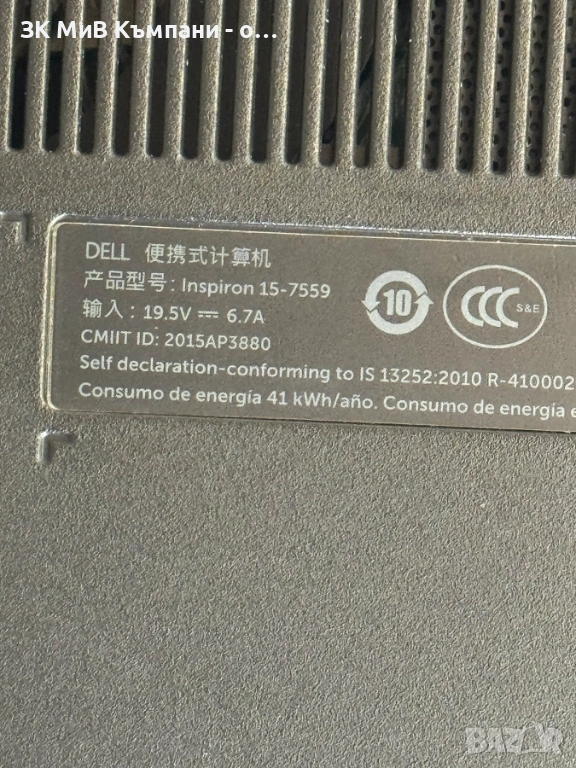 ЗК МиВ Къмпани - о...
DELL 便携式计算机
产品型号: Inspiron 15-7559
输入: 19.5V ⎓ 6.7A
CMIIT ID: 2015AP3880
Self declaration-conforming to IS 13252:2010 R-410002
Consumo de energía 41 kWh/año. Consumo de energía e
10
CCC S&E
BAZAR